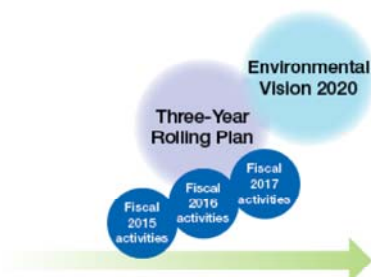 Environmental
Vision 2020
Three-Year
Rolling Plan
Fiscal
2015
activities
Fiscal
2016
activities
Fiscal
2017
activities